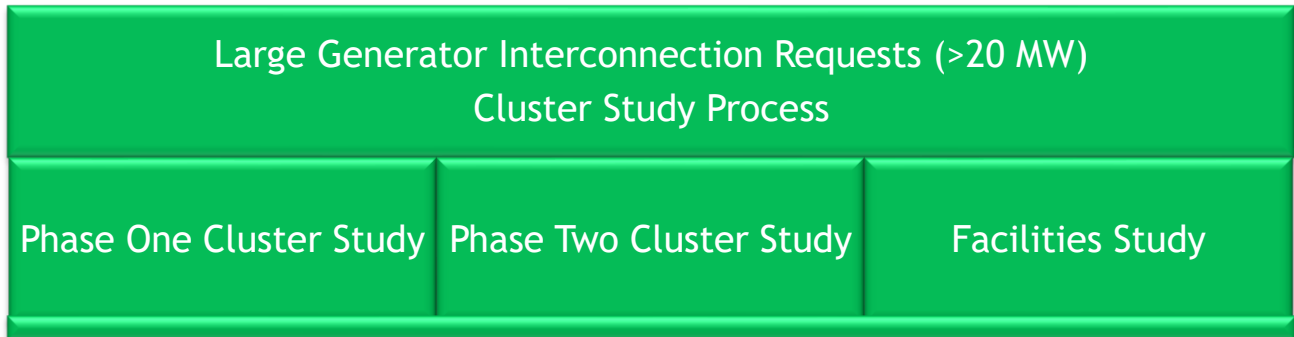 Large Generator Interconnection Requests (>20 MW)
Cluster Study Process
Phase One Cluster Study
Phase Two Cluster Study
Facilities Study